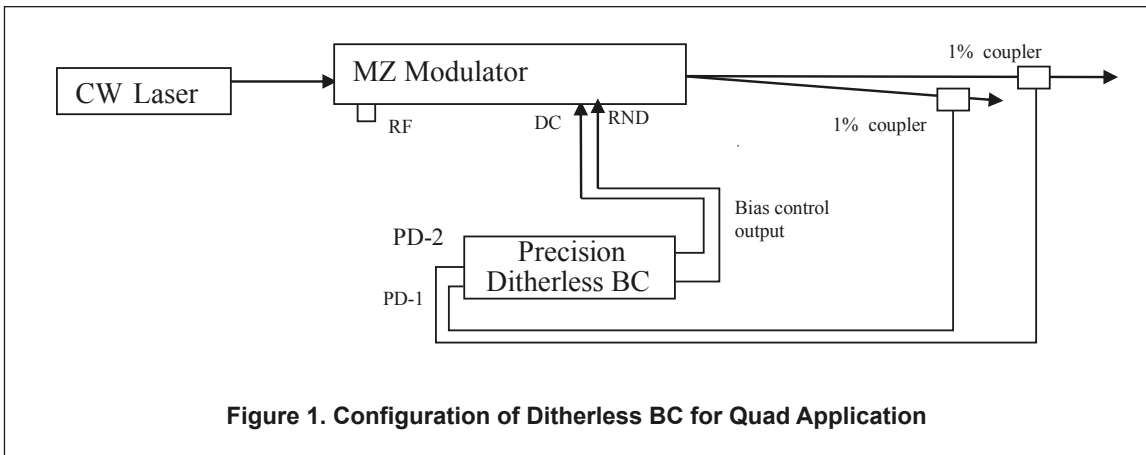 1% coupler
MZ Modulator
CW Laser
1% coupler
RF
DC
RND
Bias control
output
PD-2
Precision
Ditherless BC
PD-1
Figure 1. Configuration of Ditherless BC for Quad Application